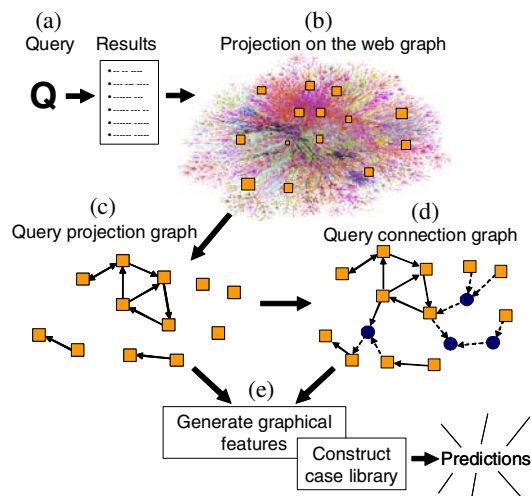 (a)
Query
Results
Q
(b)
Projection on the web graph
(c)
Query projection graph
(d)
Query connection graph
(e)
Generate graphical
features
Construct
case library
Predictions